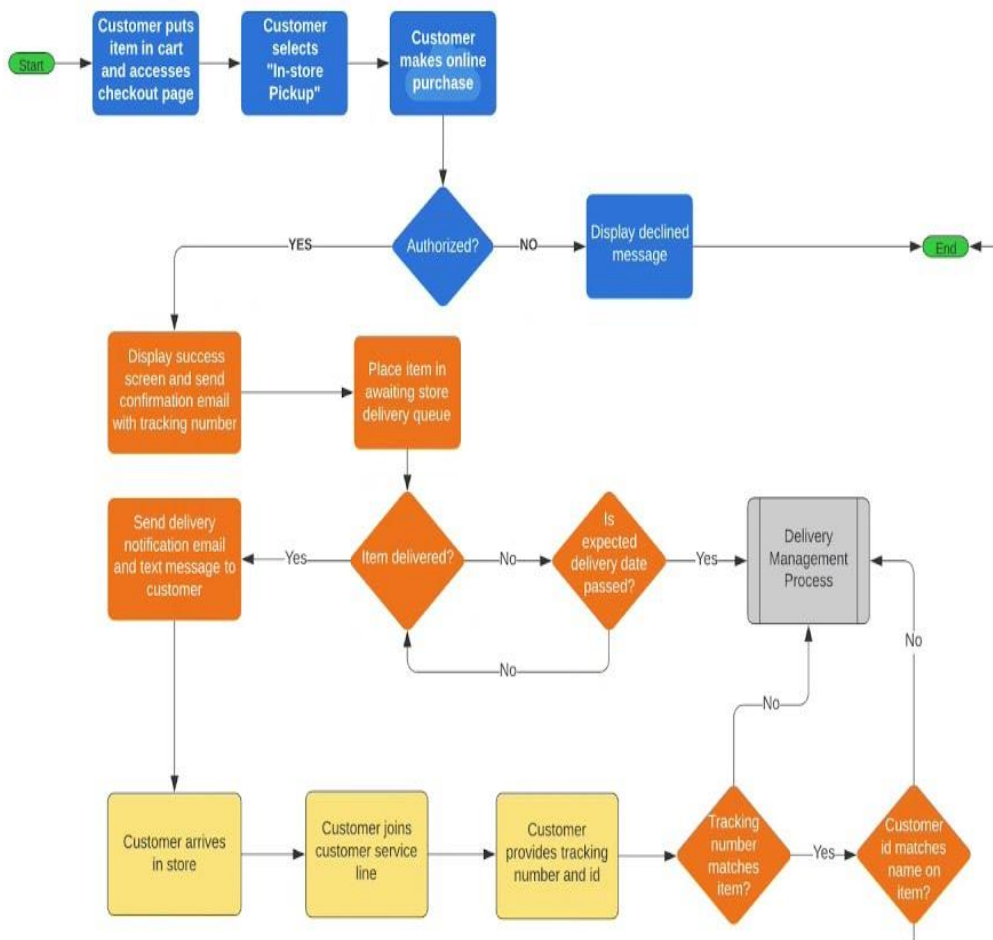 Start
Customer puts
item in cart
and accesses
checkout page
Customer
selects
"In-store
Pickup"
Customer
makes online
purchase
Authorized?
YES
NO
Display declined
message
End
Display success
screen and send
confirmation email
with tracking number
Place item in
awaiting store
delivery queue
Send delivery
notification email
and text message to
customer
Yes
Item delivered?
No
Is
expected
delivery date
passed?
Yes
Delivery
Management
Process
No
No
No
Customer arrives
in store
Customer joins
customer service
line
Customer
provides tracking
number and id
Tracking
number
matches
item?
Yes
Customer
id matches
name on
item?